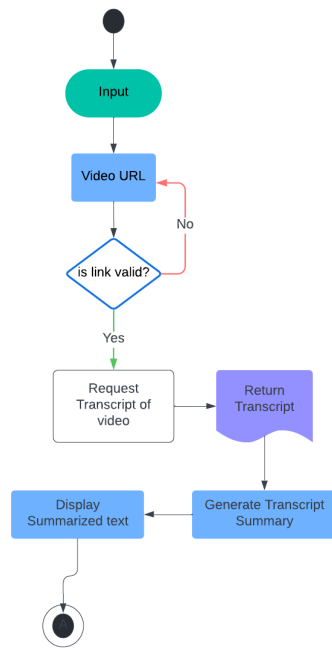 Input
Video URL
No
is link valid?
Yes
Request
Transcript of
video
Return
Transcript
Generate Transcript
Summary
Display
Summarized text
A